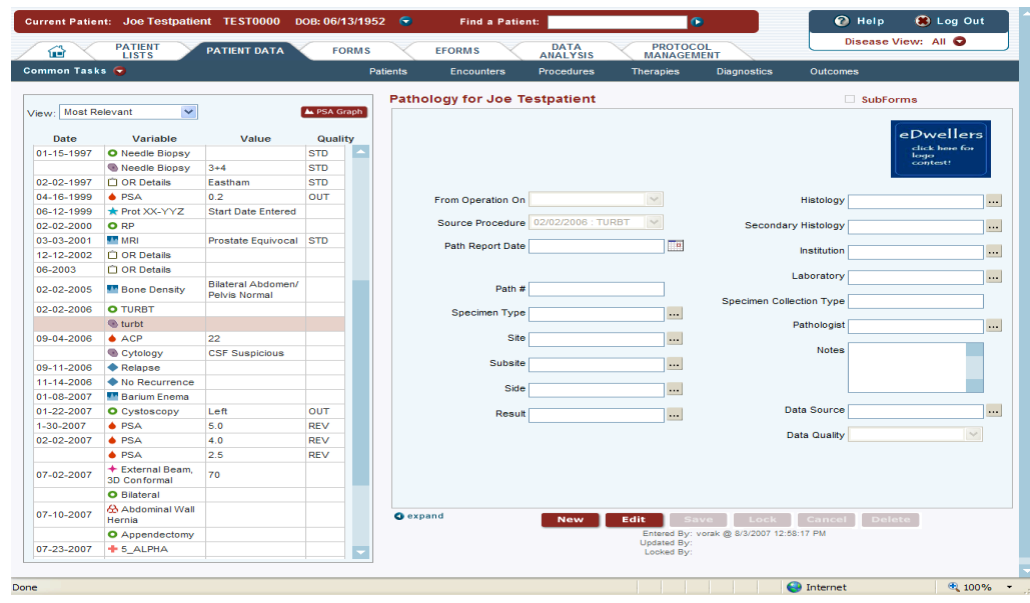 Current Patient: Joe Testpatient TEST0000 DOB: 06/13/1952 Find a Patient: Help Log Out
Disease View: All
PATIENT LISTS PATIENT DATA FORMS EFORMS DATA ANALYSIS PROTOCOL MANAGEMENT
Common Tasks Patients Encounters Procedures Therapies Diagnostics Outcomes
View: Most Relevant PSA Graph
Date Variable Value Quality
01-15-1997 Needle Biopsy STD
Needle Biopsy 3+4 STD
02-02-1997 OR Details Eastham STD
04-16-1999 PSA 0.2 OUT
06-12-1999 Prot XX-YYZ Start Date Entered
02-02-2000 RP
03-03-2001 MRI Prostate Equivocal STD
12-12-2002 OR Details
06-2003 OR Details
02-02-2005 Bone Density Bilateral Abdomen/
Pelvis Normal
02-02-2006 TURBT
turbt
09-04-2006 ACP 22
Cytology CSF Suspicious
09-11-2006 Relapse
11-14-2006 No Recurrence
01-08-2007 Barium Enema
01-22-2007 Cystoscopy Left OUT
1-30-2007 PSA 5.0 REV
02-02-2007 PSA 4.0 REV
PSA 2.5 REV
07-02-2007 External Beam, 70
3D Conformal
Bilateral
07-10-2007 Abdominal Wall
Hernia
Appendectomy
07-23-2007 5_ALPHA
Pathology for Joe Testpatient SubForms
eDwellers
click here for
logo
contest!
From Operation On
Source Procedure 02/02/2006 : TURBT
Path Report Date
Path #
Specimen Type ...
Site ...
Subsite ...
Side ...
Result ...
Histology ...
Secondary Histology ...
Institution ...
Laboratory ...
Specimen Collection Type
Pathologist ...
Notes
Data Source ...
Data Quality
expand New Edit Save Lock Cancel Delete
Entered By: vorak @ 8/3/2007 12:58:17 PM
Updated By:
Locked By:
Done Internet 100%